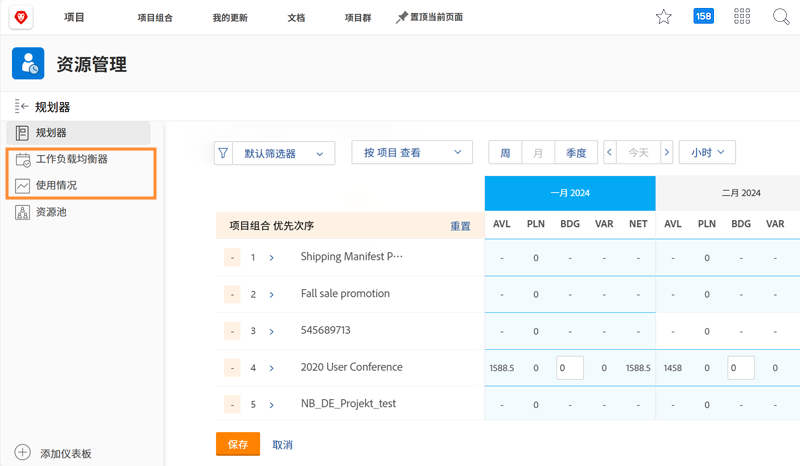 项目 项目组合 我的更新 文档 项目群 置顶当前页面 158
资源管理
规划器
规划器
工作负载均衡器
使用情况
资源池
添加仪表板
默认筛选器 按 项目 查看 周 月 季度 今天 小时
一月 2024 二月 2024
项目组合 优先次序 重置 AVL PLN BDG VAR NET AVL PLN BDG VAR
- 1 Shipping Manifest P… - 0 - - - - 0 - -
- 2 Fall sale promotion - 0 - - - - 0 - -
- 3 545689713 - 0 - - - - 0 - -
- 4 2020 User Conference 1588.5 0 0 0 1588.5 1458 0 0 0
- 5 NB_DE_Projekt_test - 0 - - - - 0 - -
保存 取消